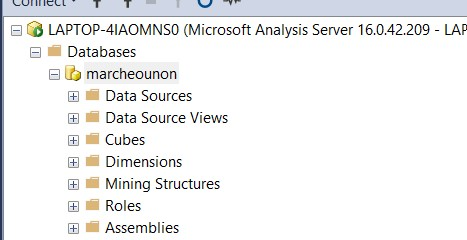 Connect
LAPTOP-4IAOMNS0 (Microsoft Analysis Server 16.0.42.209 - LAP
Databases
marcheounon
Data Sources
Data Source Views
Cubes
Dimensions
Mining Structures
Roles
Assemblies